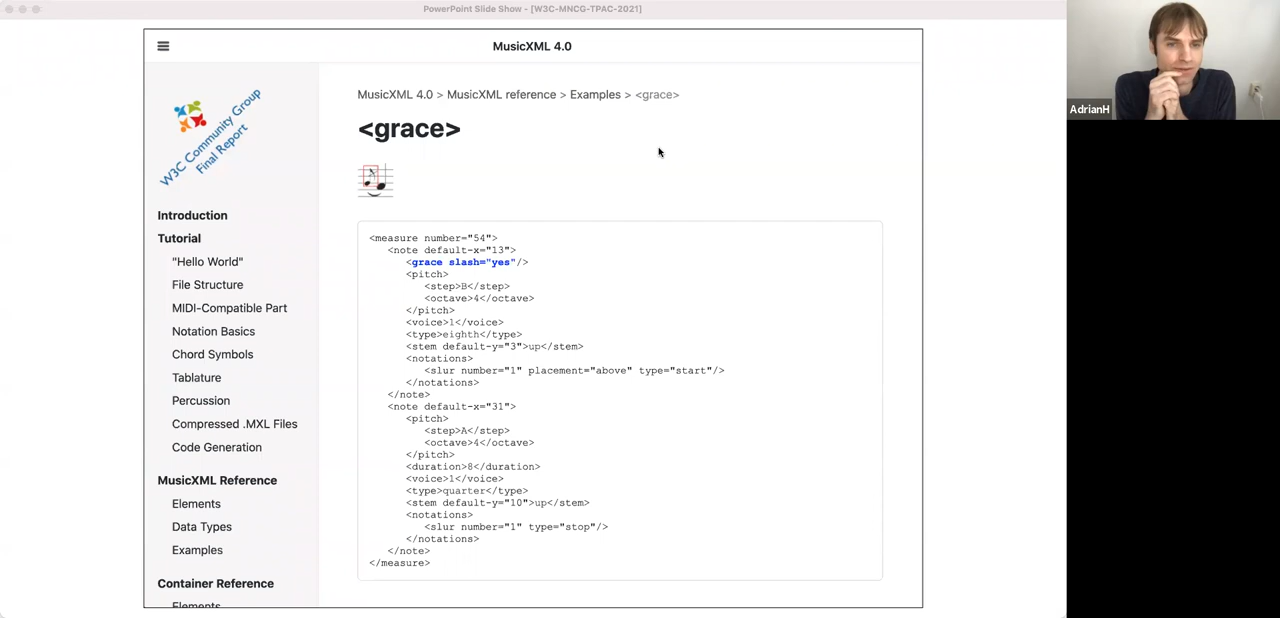 PowerPoint Slide Show - [W3C-MNCG-TPAC-2021]
MusicXML 4.0
W3C Community Group
Final Report
Introduction
Tutorial
"Hello World"
File Structure
MIDI-Compatible Part
Notation Basics
Chord Symbols
Tablature
Percussion
Compressed .MXL Files
Code Generation
MusicXML Reference
Elements
Data Types
Examples
Container Reference
Elements
MusicXML 4.0 > MusicXML reference > Examples > <grace>
<grace>
<measure number="54">
<note default-x="13">
<grace slash="yes"/>
<pitch>
<step>B</step>
<octave>4</octave>
</pitch>
<voice>1</voice>
<type>eighth</type>
<stem default-y="3">up</stem>
<notations>
<slur number="1" placement="above" type="start"/>
</notations>
</note>
<note default-x="31">
<pitch>
<step>A</step>
<octave>4</octave>
</pitch>
<duration>8</duration>
<voice>1</voice>
<type>quarter</type>
<stem default-y="10">up</stem>
<notations>
<slur number="1" type="stop"/>
</notations>
</note>
</measure>
AdrianH